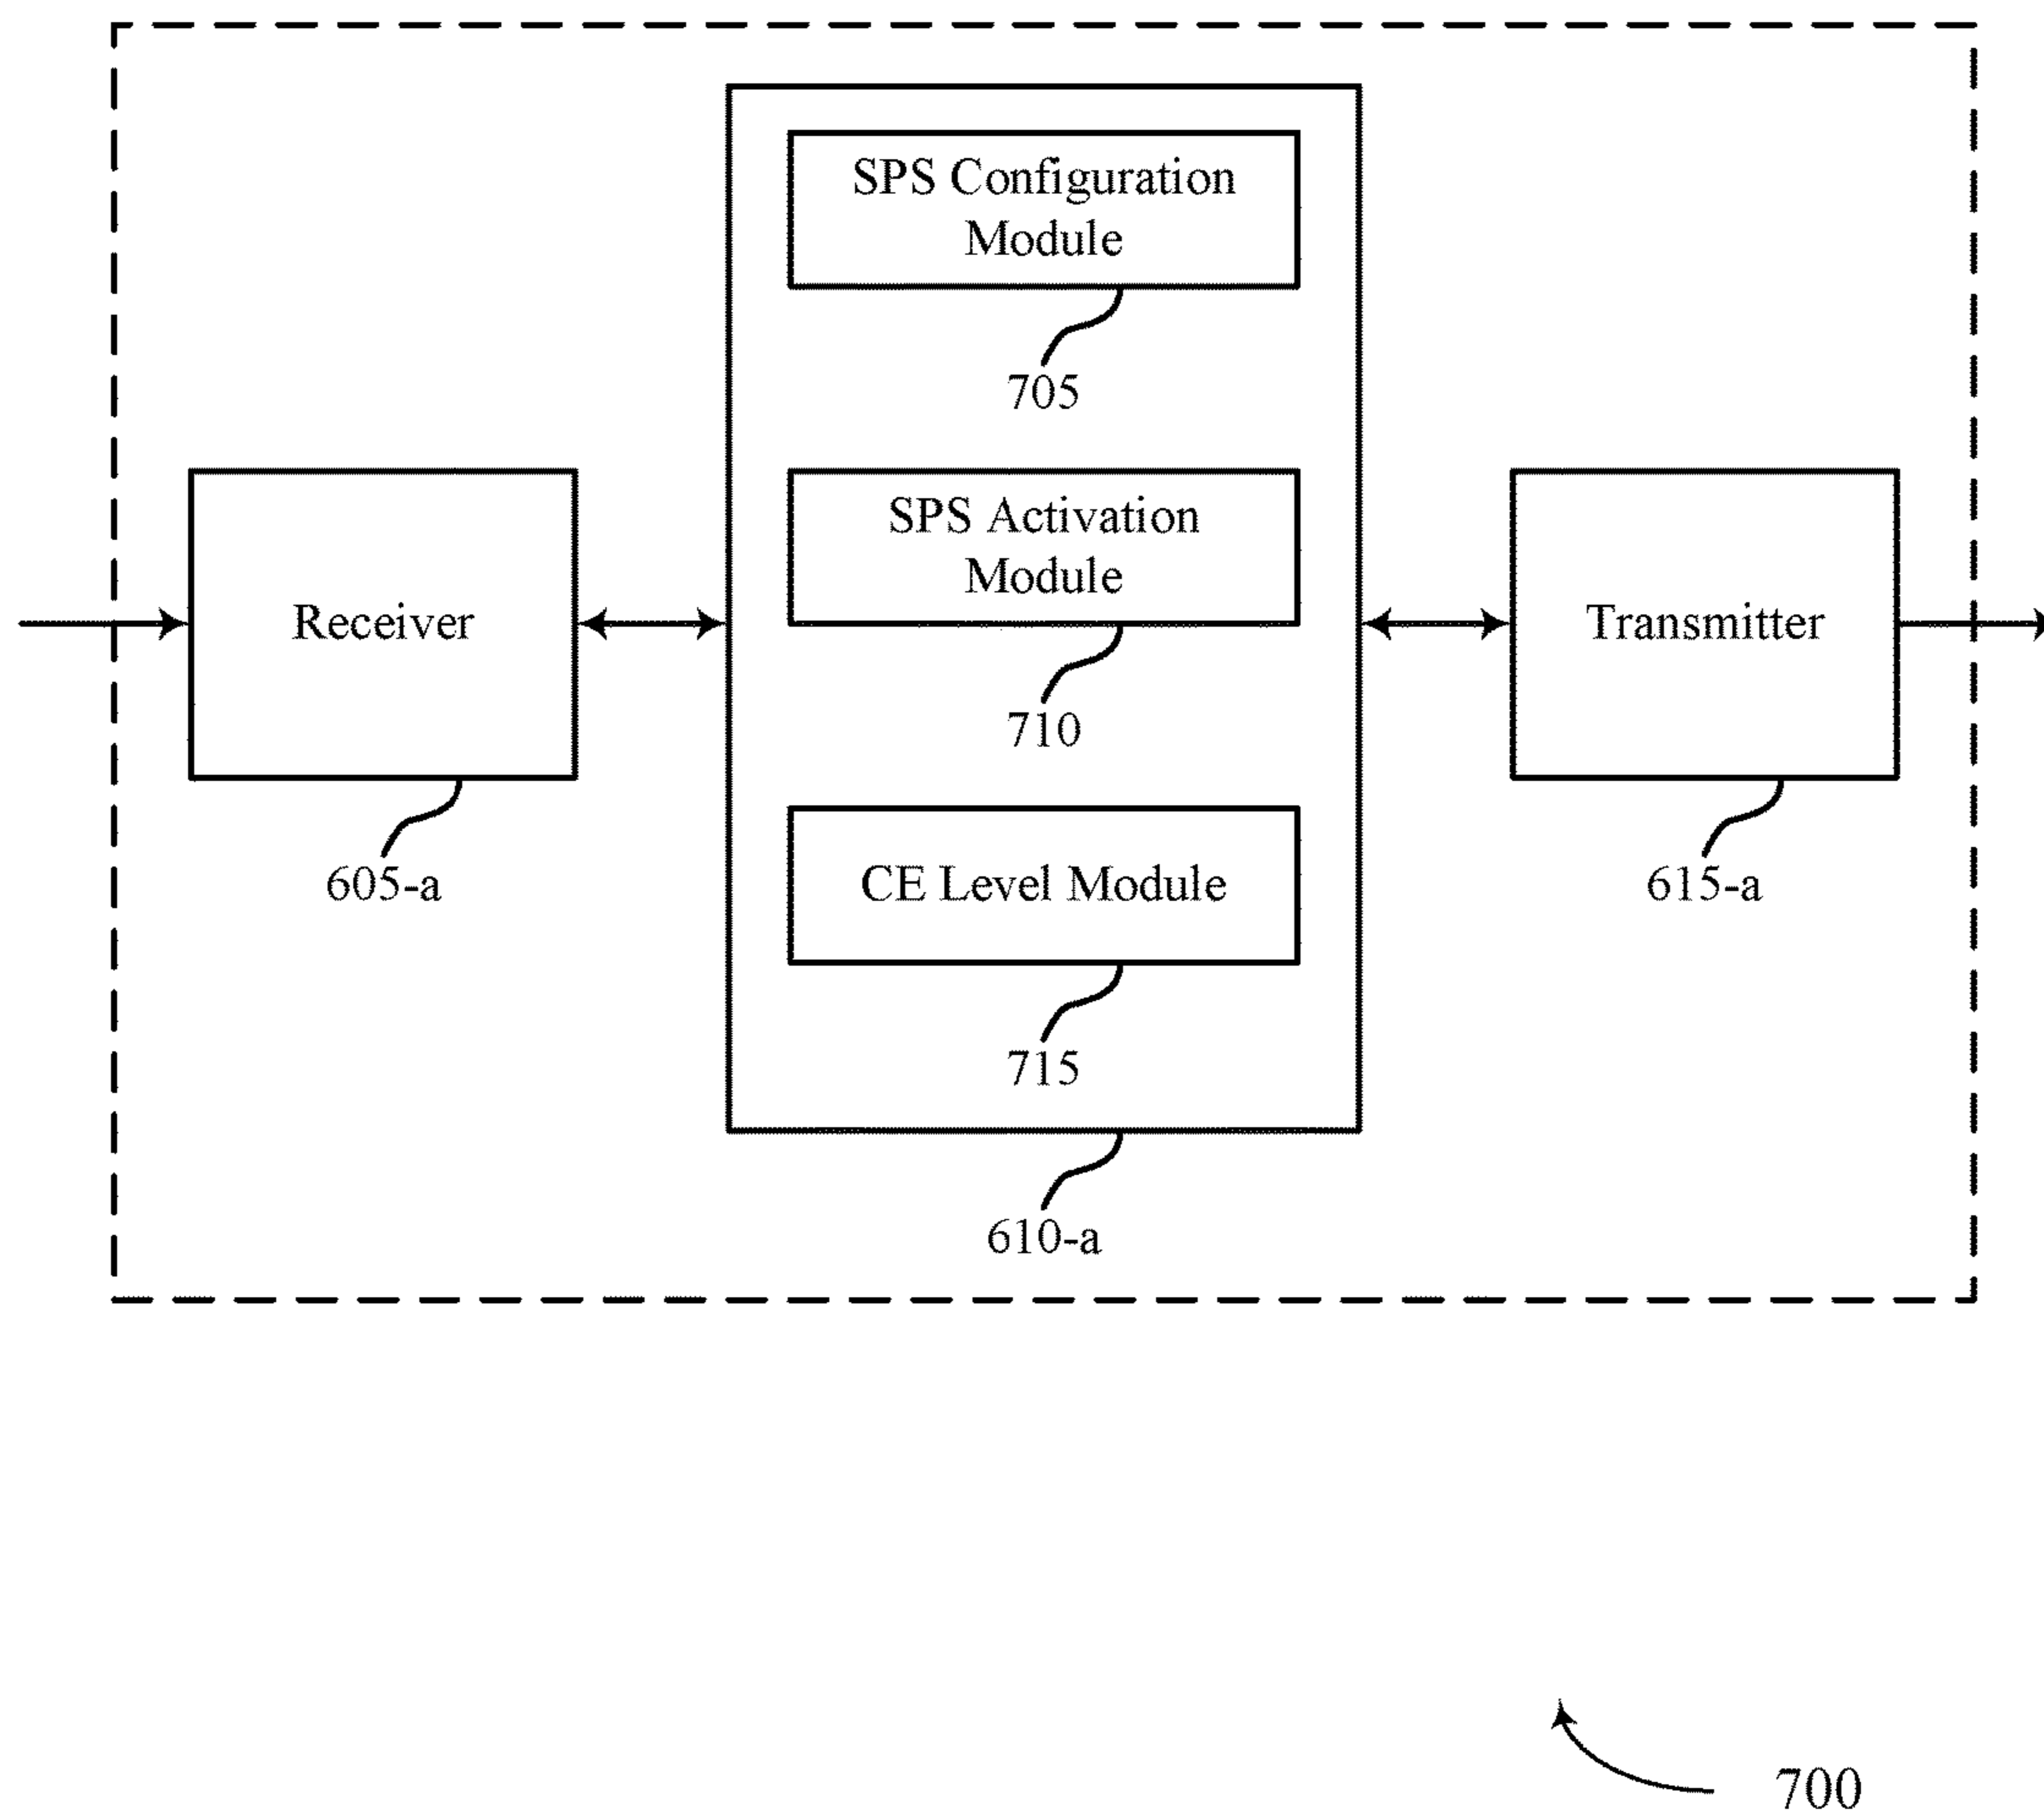 SPS Configuration
Module
705
SPS Activation
Module
710
Receiver
605-a
Transmitter
615-a
CE Level Module
715
610-a
700